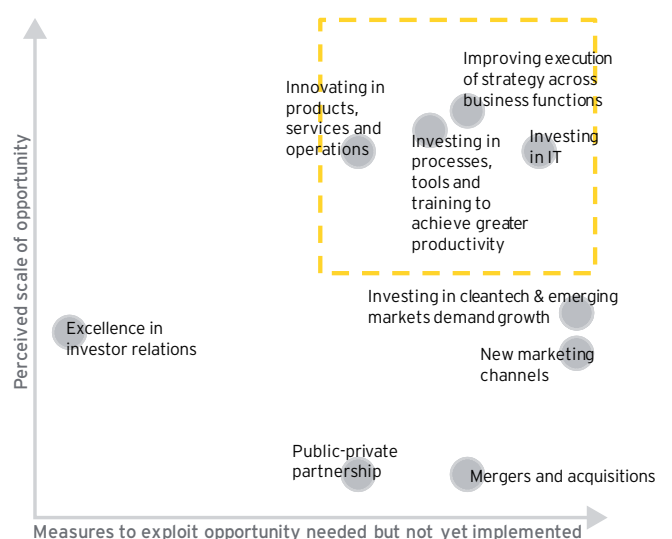 Improving execution
of strategy across
business functions
Innovating in
products,
services and
operations
Investing in
processes,
tools and
training to
achieve greater
productivity
Investing
in IT
Perceived scale of opportunity
Investing in cleantech & emerging
markets demand growth
Excellence in
investor relations
New marketing
channels
Public-private
partnership
Mergers and acquisitions
Measures to exploit opportunity needed but not yet implemented